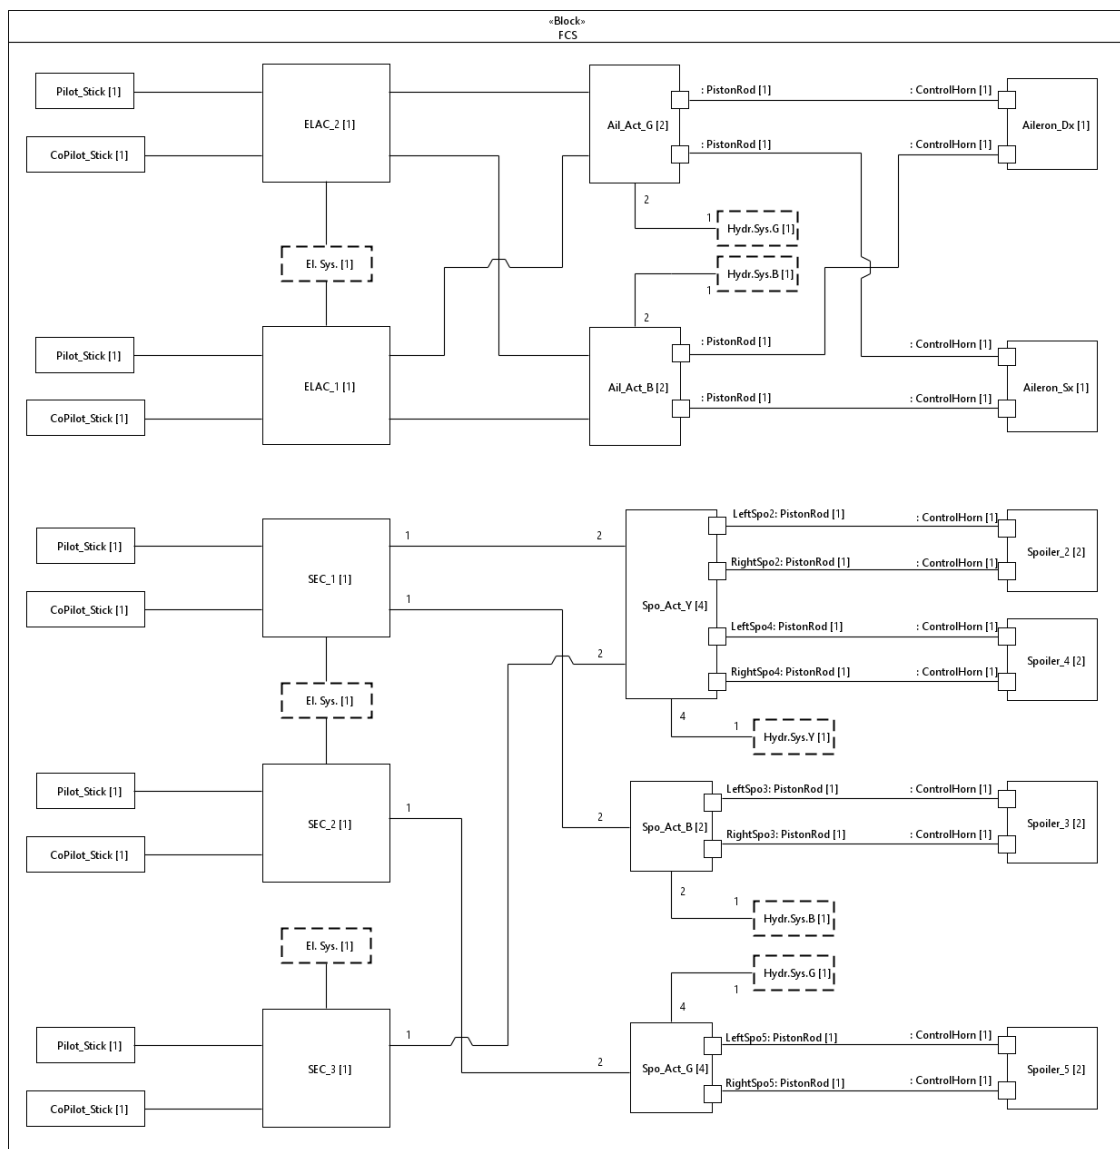 «Block»
FCS
Pilot_Stick [1]
CoPilot_Stick [1]
ELAC_2 [1]
El. Sys. [1]
Pilot_Stick [1]
CoPilot_Stick [1]
ELAC_1 [1]
Ail_Act_G [2]
: PistonRod [1]
: ControlHorn [1]
: PistonRod [1]
: ControlHorn [1]
Aileron_Dx [1]
2
1
Hydr.Sys.G [1]
Hydr.Sys.B [1]
1
2
Ail_Act_B [2]
: PistonRod [1]
: ControlHorn [1]
: PistonRod [1]
: ControlHorn [1]
Aileron_Sx [1]
Pilot_Stick [1]
CoPilot_Stick [1]
SEC_1 [1]
1
2
1
2
El. Sys. [1]
Spo_Act_Y [4]
LeftSpo2: PistonRod [1]
: ControlHorn [1]
RightSpo2: PistonRod [1]
: ControlHorn [1]
Spoiler_2 [2]
LeftSpo4: PistonRod [1]
: ControlHorn [1]
RightSpo4: PistonRod [1]
: ControlHorn [1]
Spoiler_4 [2]
4
1
Hydr.Sys.Y [1]
Pilot_Stick [1]
CoPilot_Stick [1]
SEC_2 [1]
1
2
Spo_Act_B [2]
LeftSpo3: PistonRod [1]
: ControlHorn [1]
RightSpo3: PistonRod [1]
: ControlHorn [1]
Spoiler_3 [2]
2
1
Hydr.Sys.B [1]
El. Sys. [1]
Hydr.Sys.G [1]
1
4
Pilot_Stick [1]
CoPilot_Stick [1]
SEC_3 [1]
1
2
Spo_Act_G [4]
LeftSpo5: PistonRod [1]
: ControlHorn [1]
RightSpo5: PistonRod [1]
: ControlHorn [1]
Spoiler_5 [2]